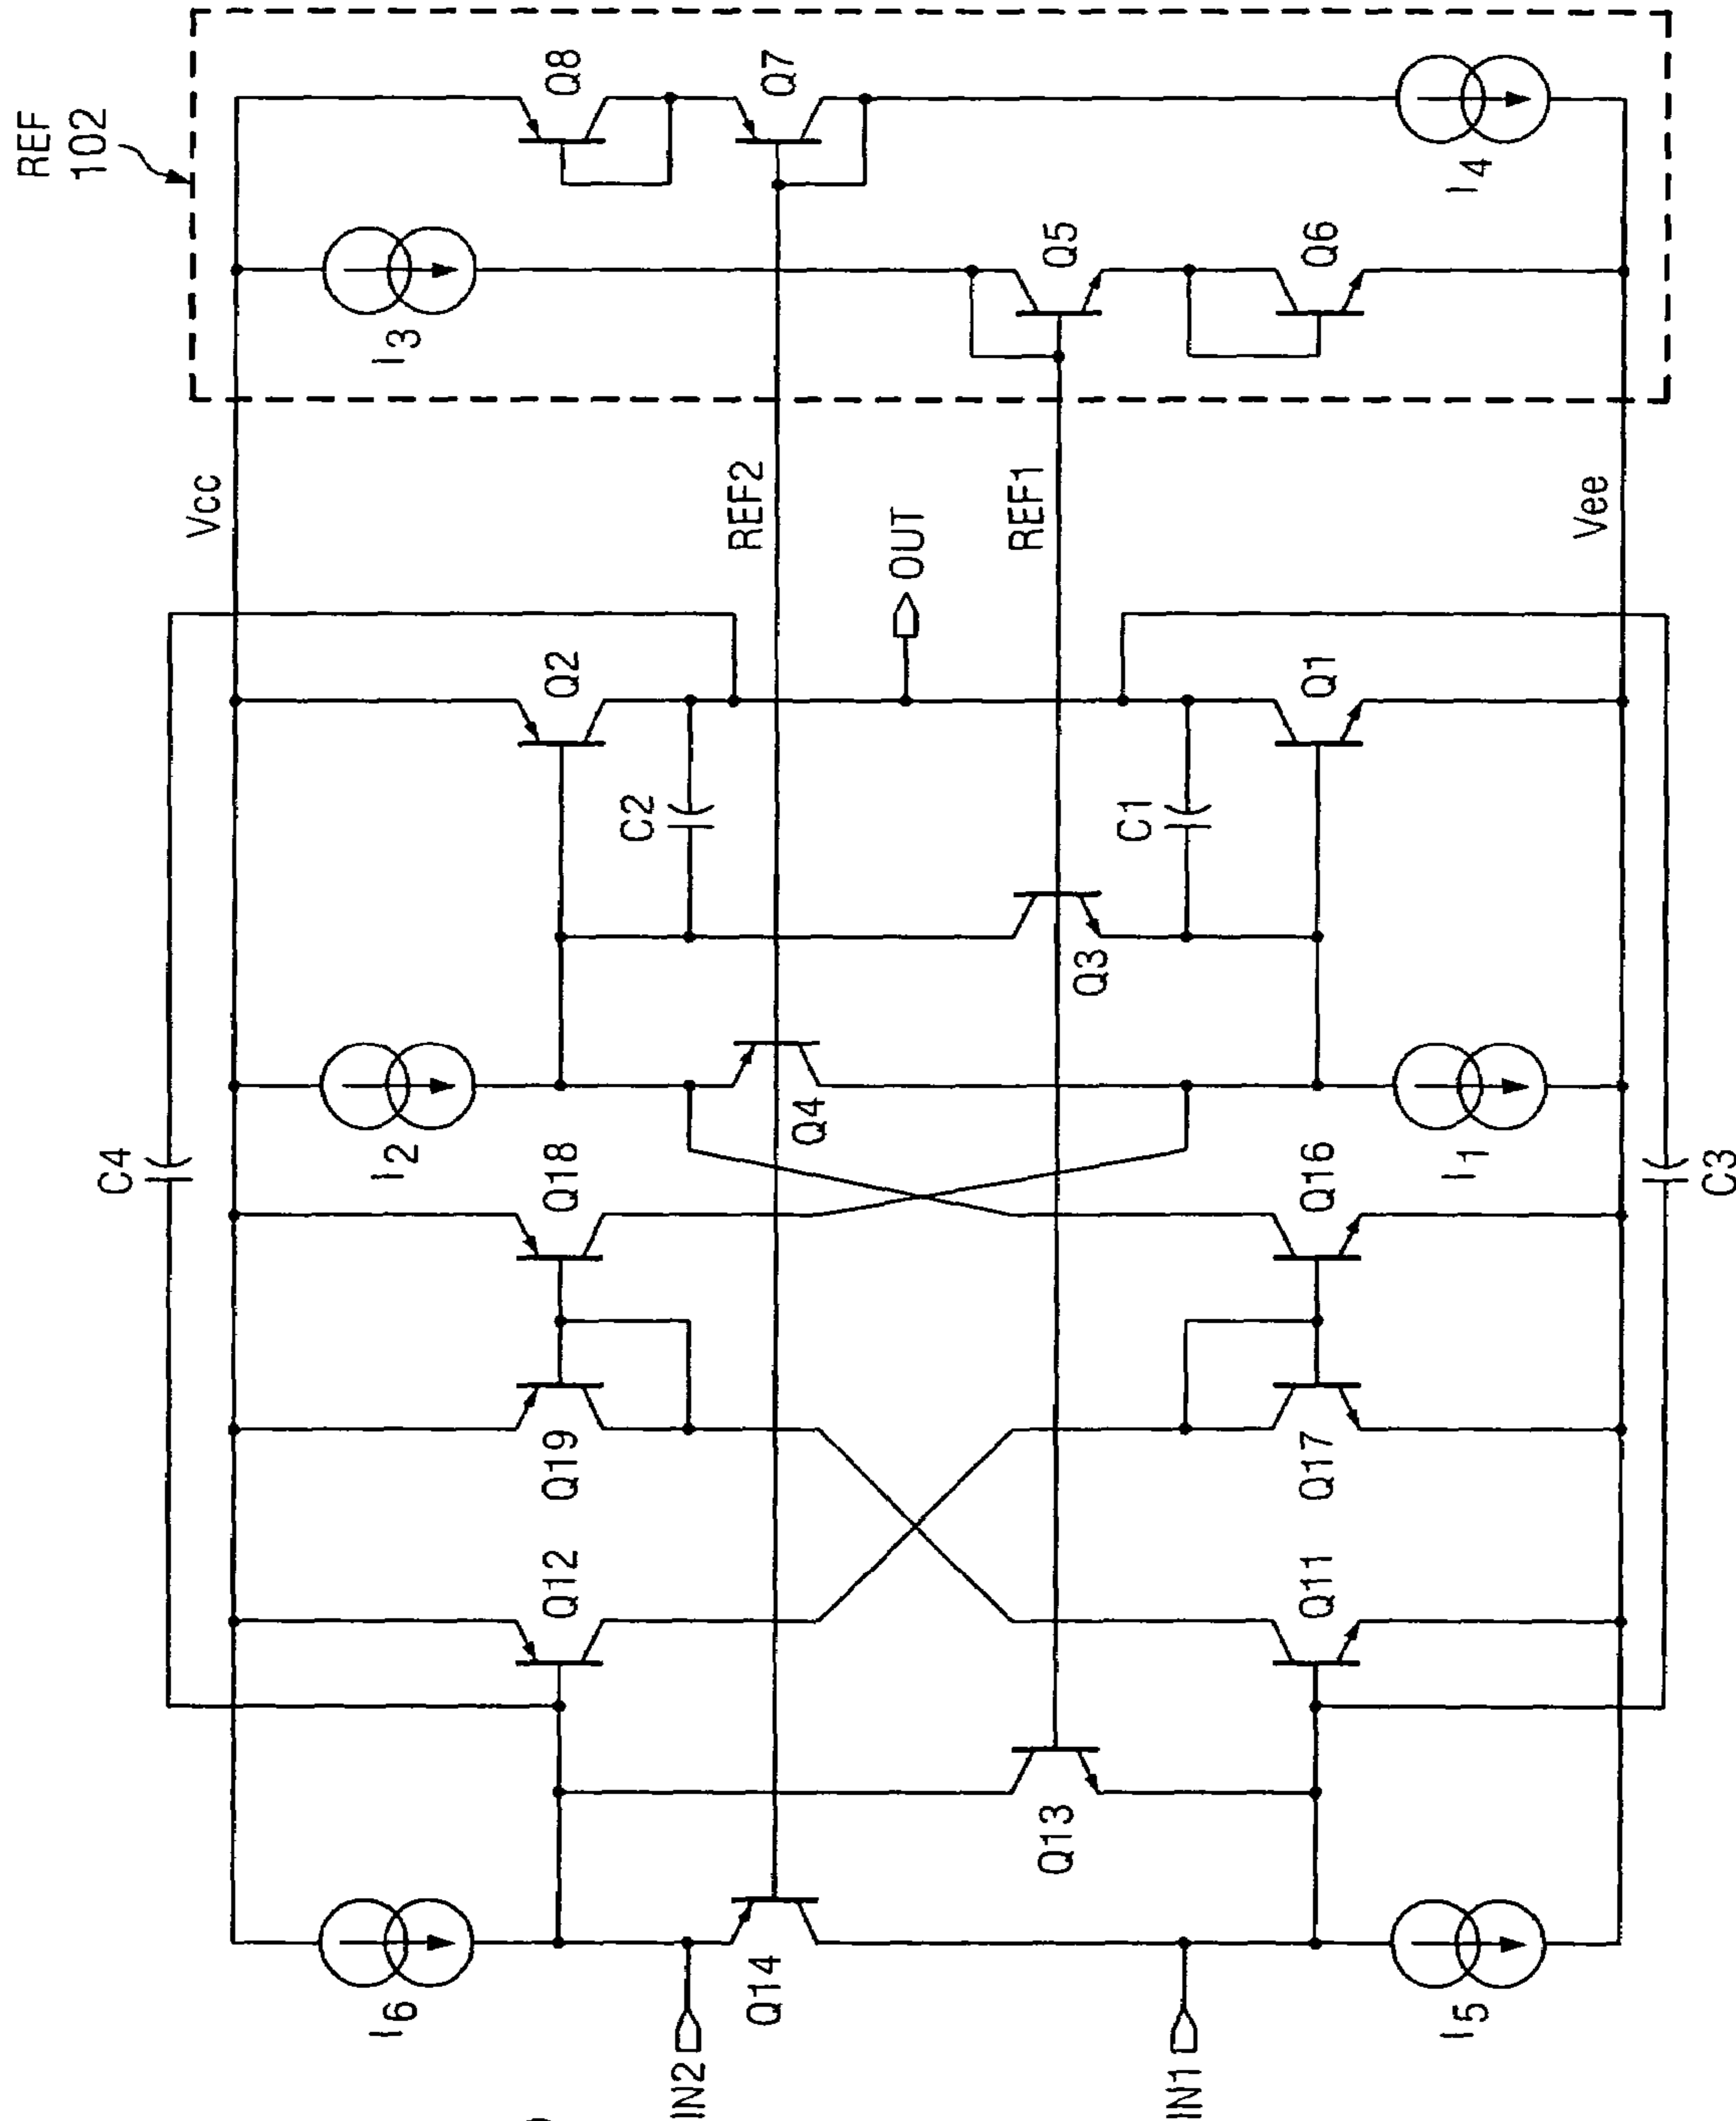 REF
102
Q8
Q7
I3
Q5
Q6
I4
Vcc
REF2
OUT
REF1
Vee
Q2
Q1
C2
C1
Q3
C4
I2
Q18
Q4
Q16
I1
C3
Q19
Q17
Q12
Q11
Q13
I6
Q14
I5
IN2
IN1